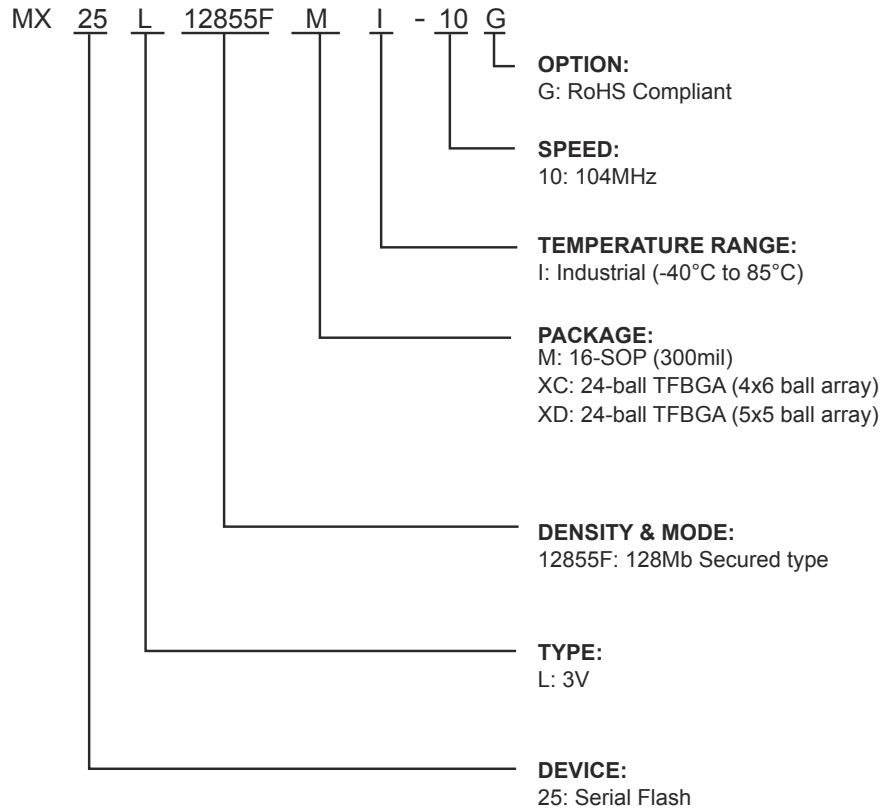 MX 25 L 12855F M I - 10 G
OPTION:
G: RoHS Compliant
SPEED:
10: 104MHz
TEMPERATURE RANGE:
I: Industrial (-40°C to 85°C)
PACKAGE:
M: 16-SOP (300mil)
XC: 24-ball TFBGA (4x6 ball array)
XD: 24-ball TFBGA (5x5 ball array)
DENSITY & MODE:
12855F: 128Mb Secured type
TYPE:
L: 3V
DEVICE:
25: Serial Flash